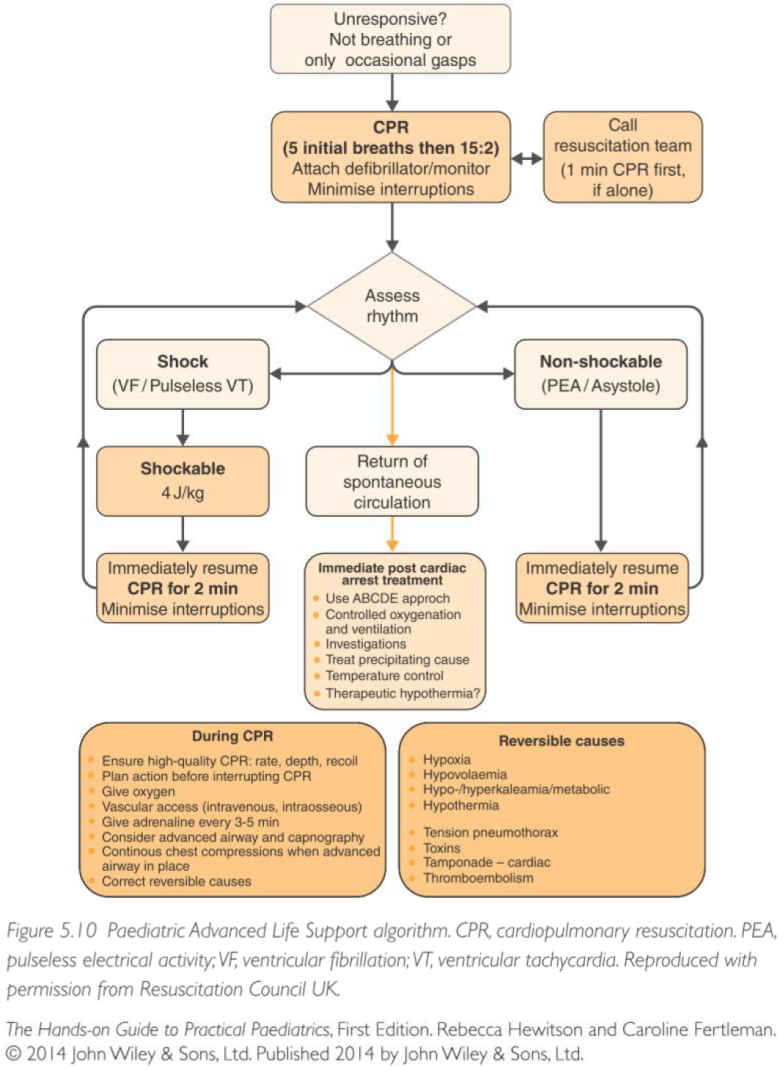 Unresponsive?
Not breathing or
only occasional gasps
CPR
(5 initial breaths then 15:2)
Attach defibrillator/monitor
Minimise interruptions
Call
resuscitation team
(1 min CPR first,
if alone)
Assess
rhythm
Shock
(VF/Pulseless VT)
Non-shockable
(PEA/Asystole)
Shockable
4 J/kg
Return of
spontaneous
circulation
Immediately resume
CPR for 2 min
Minimise interruptions
Immediate post cardiac
arrest treatment
Use ABCDE approch
Controlled oxygenation
and ventilation
Investigations
Treat precipitating cause
Temperature control
Therapeutic hypothermia?
Immediately resume
CPR for 2 min
Minimise interruptions
During CPR
Ensure high-quality CPR: rate, depth, recoil
Plan action before interrupting CPR
Give oxygen
Vascular access (intravenous, intraosseous)
Give adrenaline every 3-5 min
Consider advanced airway and capnography
Continous chest compressions when advanced
airway in place
Correct reversible causes
Reversible causes
Hypoxia
Hypovolaemia
Hypo-/hyperkaleamia/metabolic
Hypothermia
Tension pneumothorax
Toxins
Tamponade – cardiac
Thromboembolism
Figure 5.10 Paediatric Advanced Life Support algorithm. CPR, cardiopulmonary resuscitation. PEA,
pulseless electrical activity; VF, ventricular fibrillation; VT, ventricular tachycardia. Reproduced with
permission from Resuscitation Council UK.
The Hands-on Guide to Practical Paediatrics, First Edition. Rebecca Hewitson and Caroline Fertleman.
© 2014 John Wiley & Sons, Ltd. Published 2014 by John Wiley & Sons, Ltd.